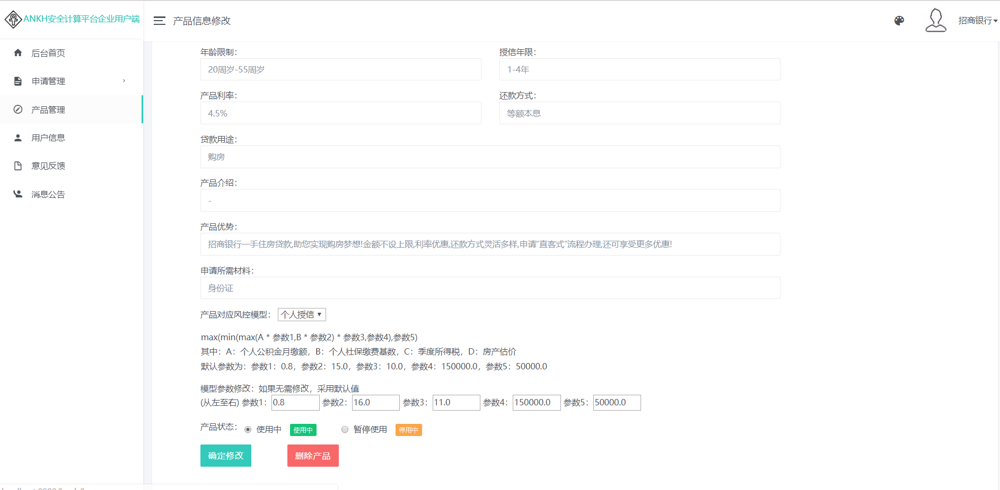 ANKH安全计算平台企业用户端
产品信息修改
招商银行
后台首页
申请管理
产品管理
用户信息
意见反馈
消息公告
年龄限制：
授信年限：
20周岁-55周岁
1-4年
产品利率：
还款方式：
4.5%
等额本息
贷款用途：
购房
产品介绍：
-
产品优势：
招商银行一手住房贷款,助您实现购房梦想!金额不设上限,利率优惠,还款方式灵活多样,申请"直客式"流程办理,还可享受更多优惠!
申请所需材料：
身份证
产品对应风控模型： 个人授信
max(min(max(A * 参数1,B * 参数2) * 参数3,参数4),参数5)
其中：A：个人公积金月缴额，B：个人社保缴费基数，C：季度所得税，D：房产估价
默认参数为：参数1：0.8，参数2：15.0，参数3：10.0，参数4：150000.0，参数5：50000.0
模型参数修改：如果无需修改，采用默认值
(从左至右) 参数1：0.8 参数2：16.0 参数3：11.0 参数4：150000.0 参数5：50000.0
产品状态： 使用中 使用中 暂停使用 停用中
确定修改 删除产品